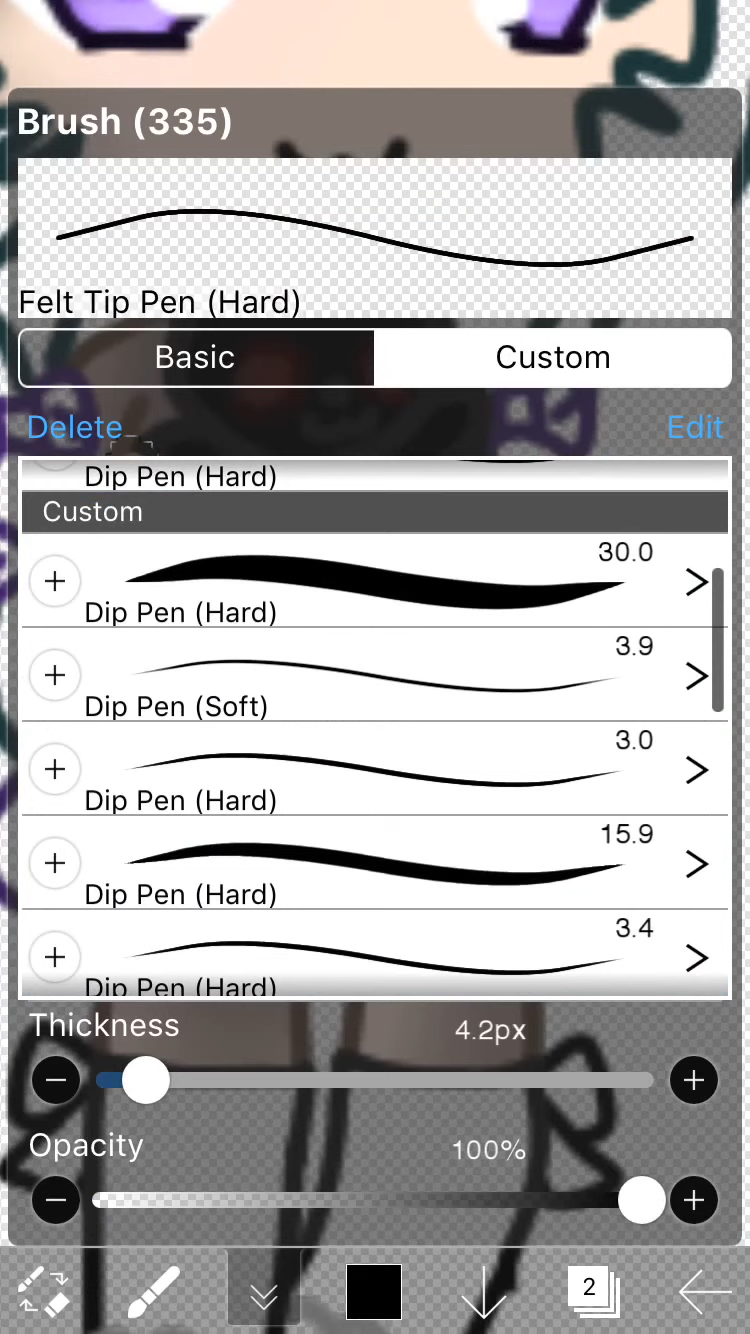 Brush (335)
Felt Tip Pen (Hard)
Basic
Custom
Delete
Edit
Dip Pen (Hard)
Custom
30.0
Dip Pen (Hard)
3.9
Dip Pen (Soft)
3.0
Dip Pen (Hard)
15.9
Dip Pen (Hard)
3.4
Dip Pen (Hard)
Thickness
4.2px
Opacity
100%
2